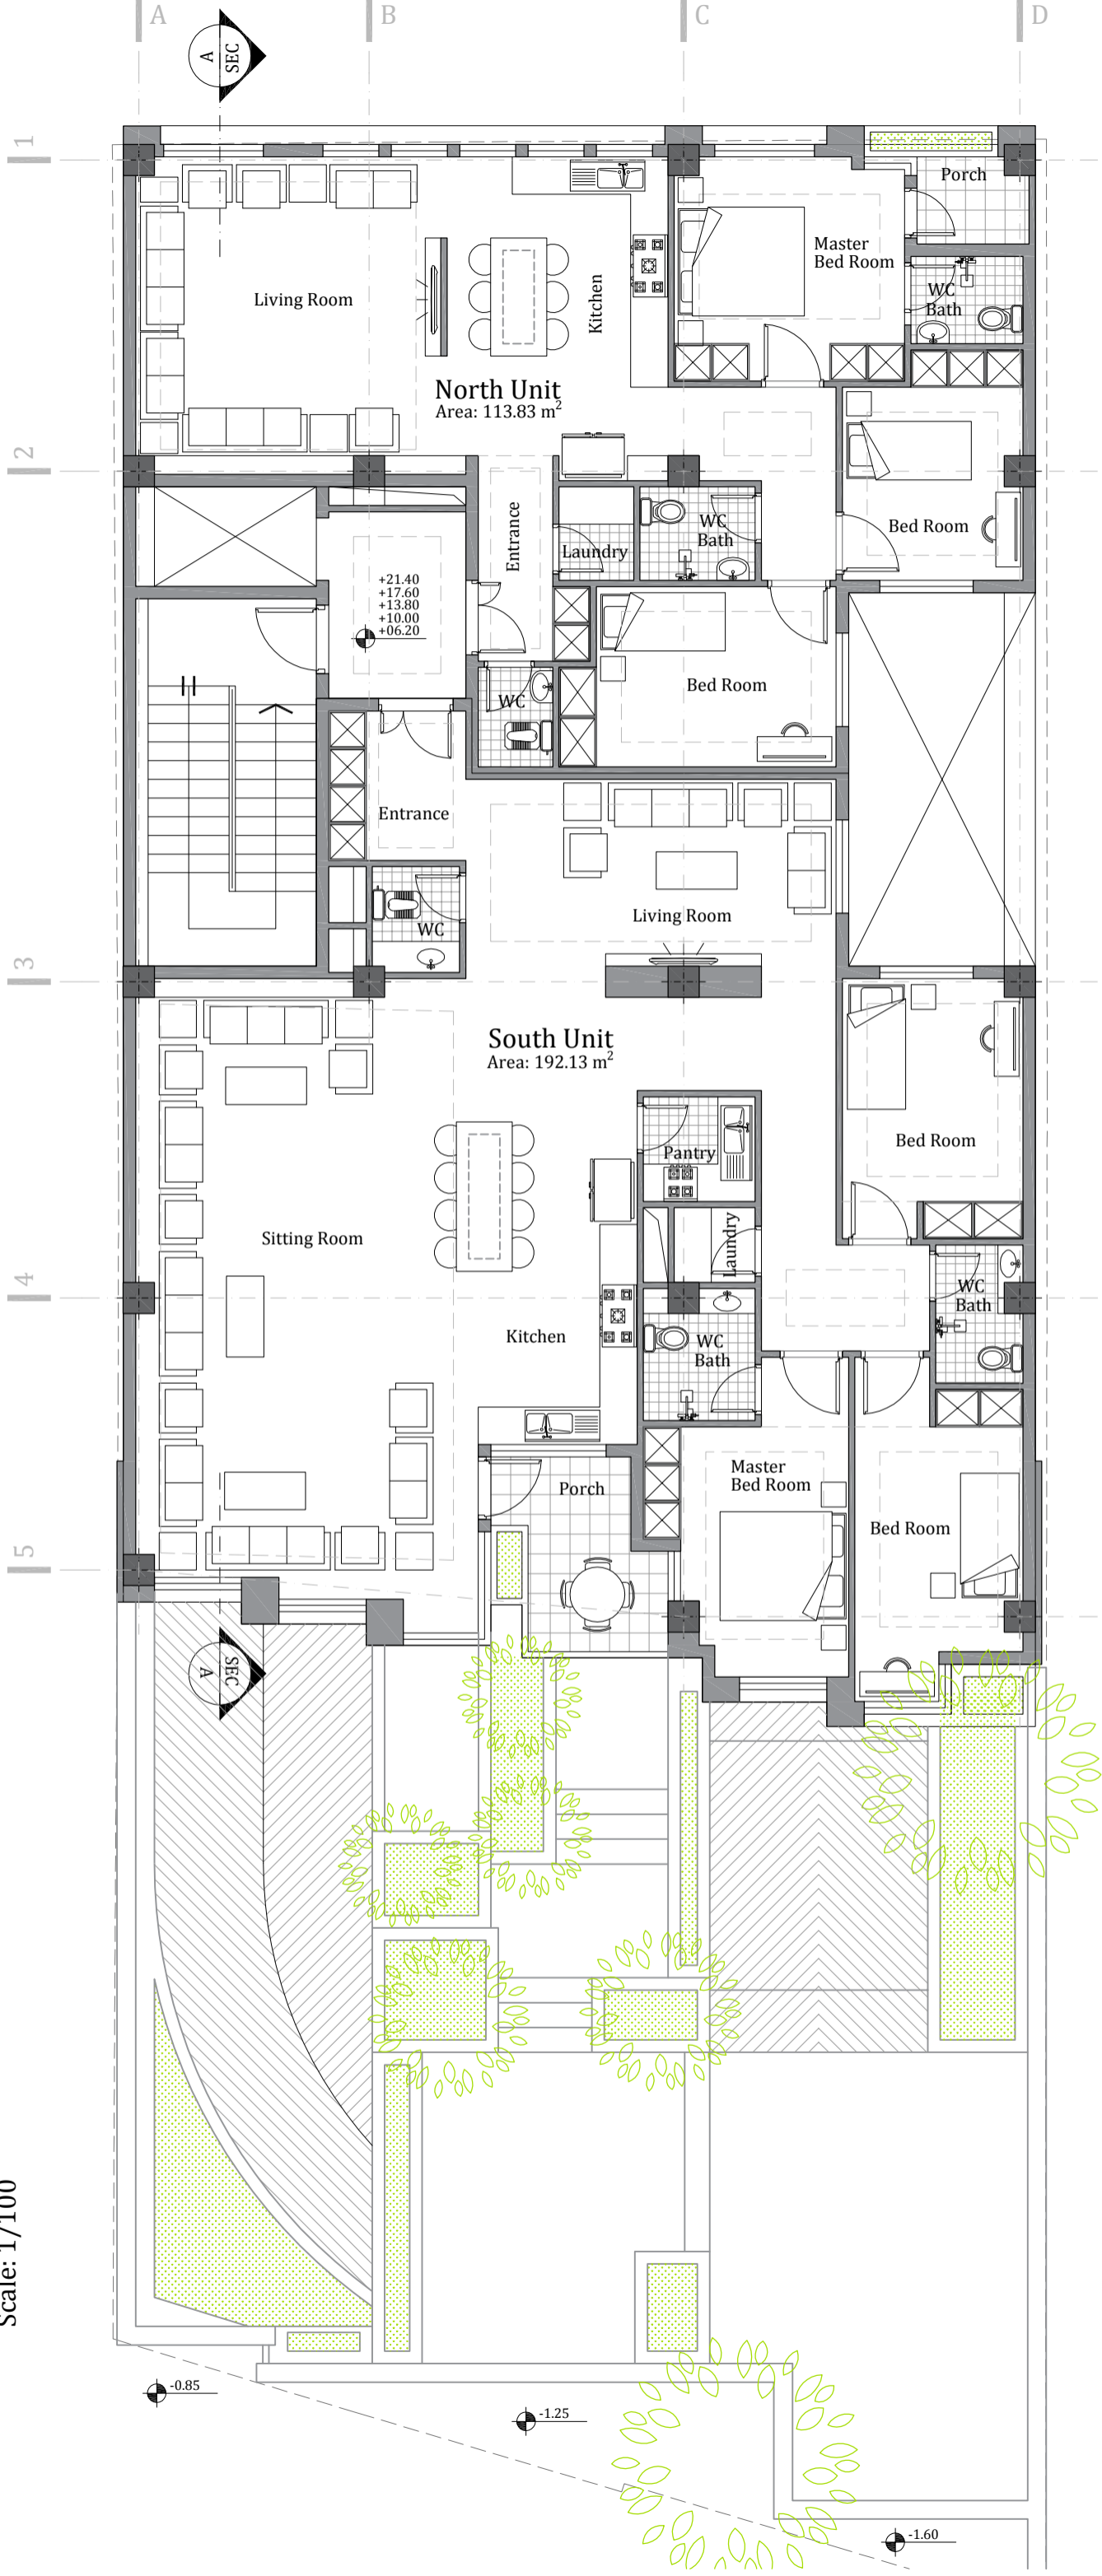 A
B
C
D
A
SEC
1
Porch
Master
Bed Room
WC
Bath
Living Room
Kitchen
North Unit
Area: 113.83 m²
2
Entrance
Laundry
WC
Bath
Bed Room
+21.40
+17.60
+13.80
+10.00
+06.20
WC
Bed Room
Entrance
Living Room
WC
3
South Unit
Area: 192.13 m²
Pantry
Bed Room
Sitting Room
Laundry
4
Kitchen
WC
Bath
WC
Bath
Porch
Master
Bed Room
Bed Room
5
A
SEC
Scale: 1/100
-0.85
-1.25
-1.60